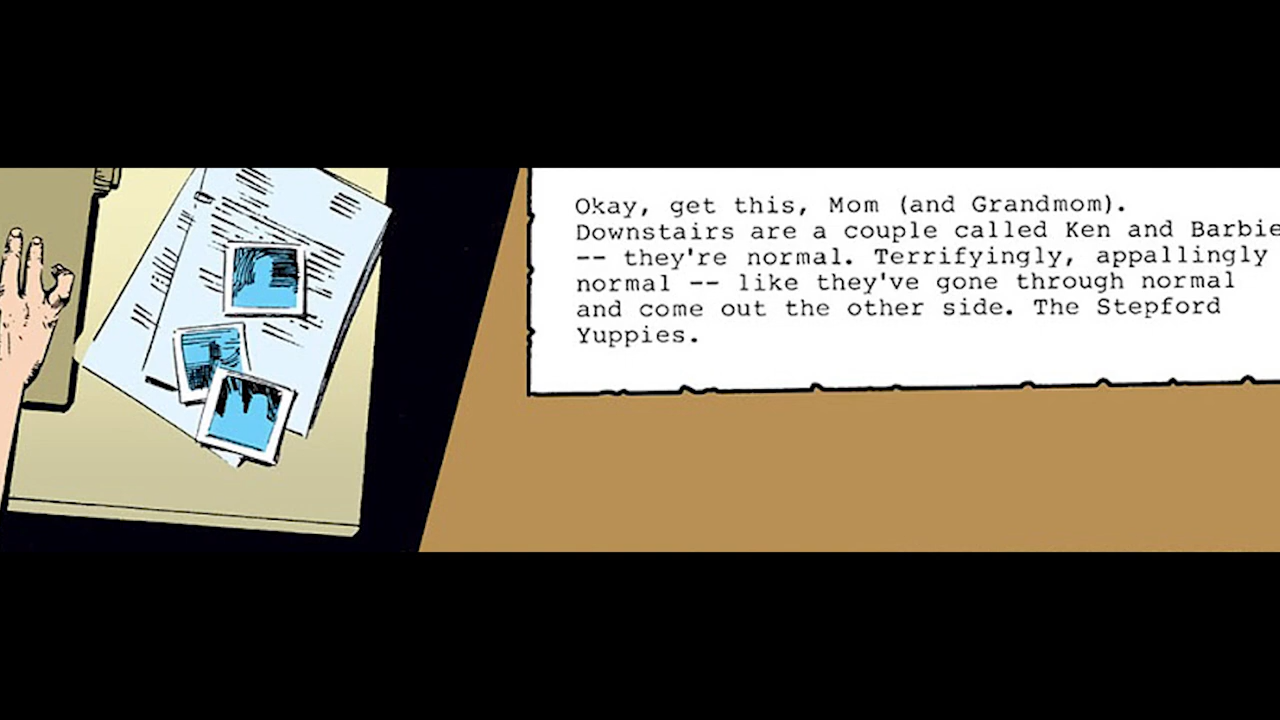 Okay, get this, Mom (and Grandmom).
Downstairs are a couple called Ken and Barbie
-- they're normal. Terrifyingly, appallingly
normal -- like they've gone through normal
and come out the other side. The Stepford
Yuppies.